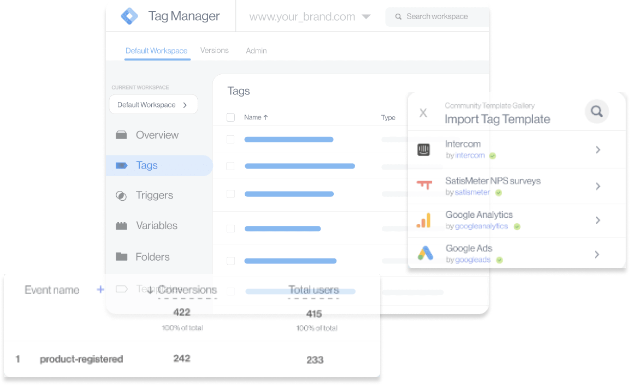 Tag Manager
www.your_brand.com
Search workspace
Default Workspace
Versions
Admin
CURRENT WORKSPACE
Default Workspace
Overview
Tags
Triggers
Variables
Folders
Tags
Name ↑
Type
Community Template Gallery
X
Import Tag Template
Intercom
by intercom
SatisMeter NPS surveys
by satismeter
Google Analytics
by googleanalytics
Google Ads
by googleads
Event name + ↓ Conversions Total users
422 415
100% of total 100% of total
1 product-registered 242 233